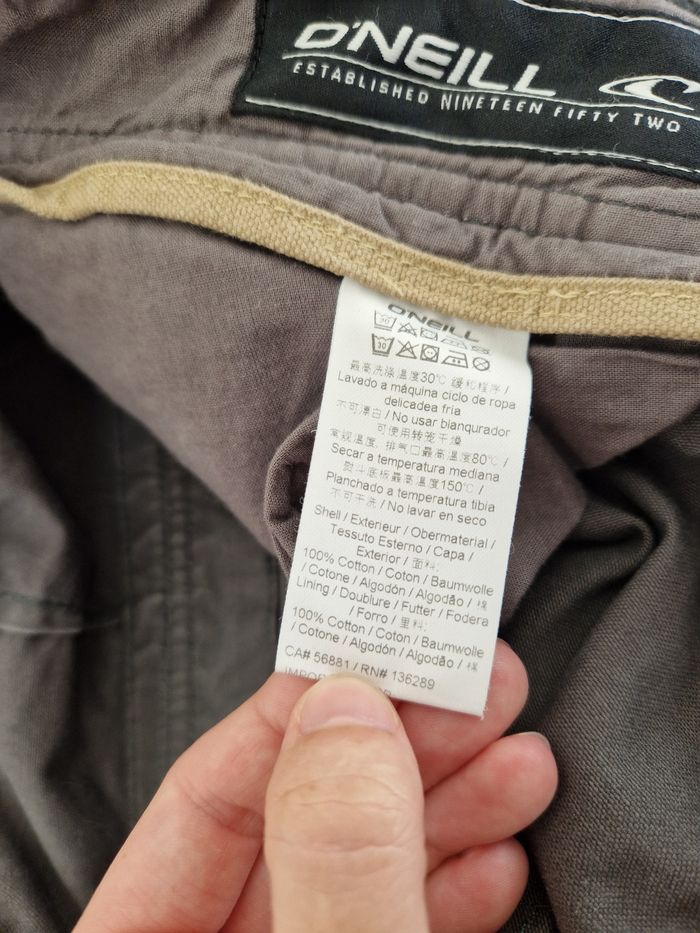 O'NEILL
ESTABLISHED NINETEEN FIFTY TWO
O'NEILL
30
30
最高洗涤温度30℃ 缓和程序 /
Lavado a máquina ciclo de ropa
delicadea fría
不可漂白 / No usar blanqurador
可使用转笼干燥
常规温度，排气口最高温度80℃ /
Secar a temperatura mediana
熨斗底板最高温度150℃ /
Planchado a temperatura tibia
不可干洗 / No lavar en seco
Shell / Exterieur / Obermaterial /
Tessuto Esterno / Capa /
Exterior / 面料:
100% Cotton / Coton / Baumwolle
/ Cotone / Algodón / Algodão / 棉
Lining / Doublure / Futter / Fodera
/ Forro / 里料:
100% Cotton / Coton / Baumwolle
/ Cotone / Algodón / Algodão / 棉
CA# 56881 / RN# 136289